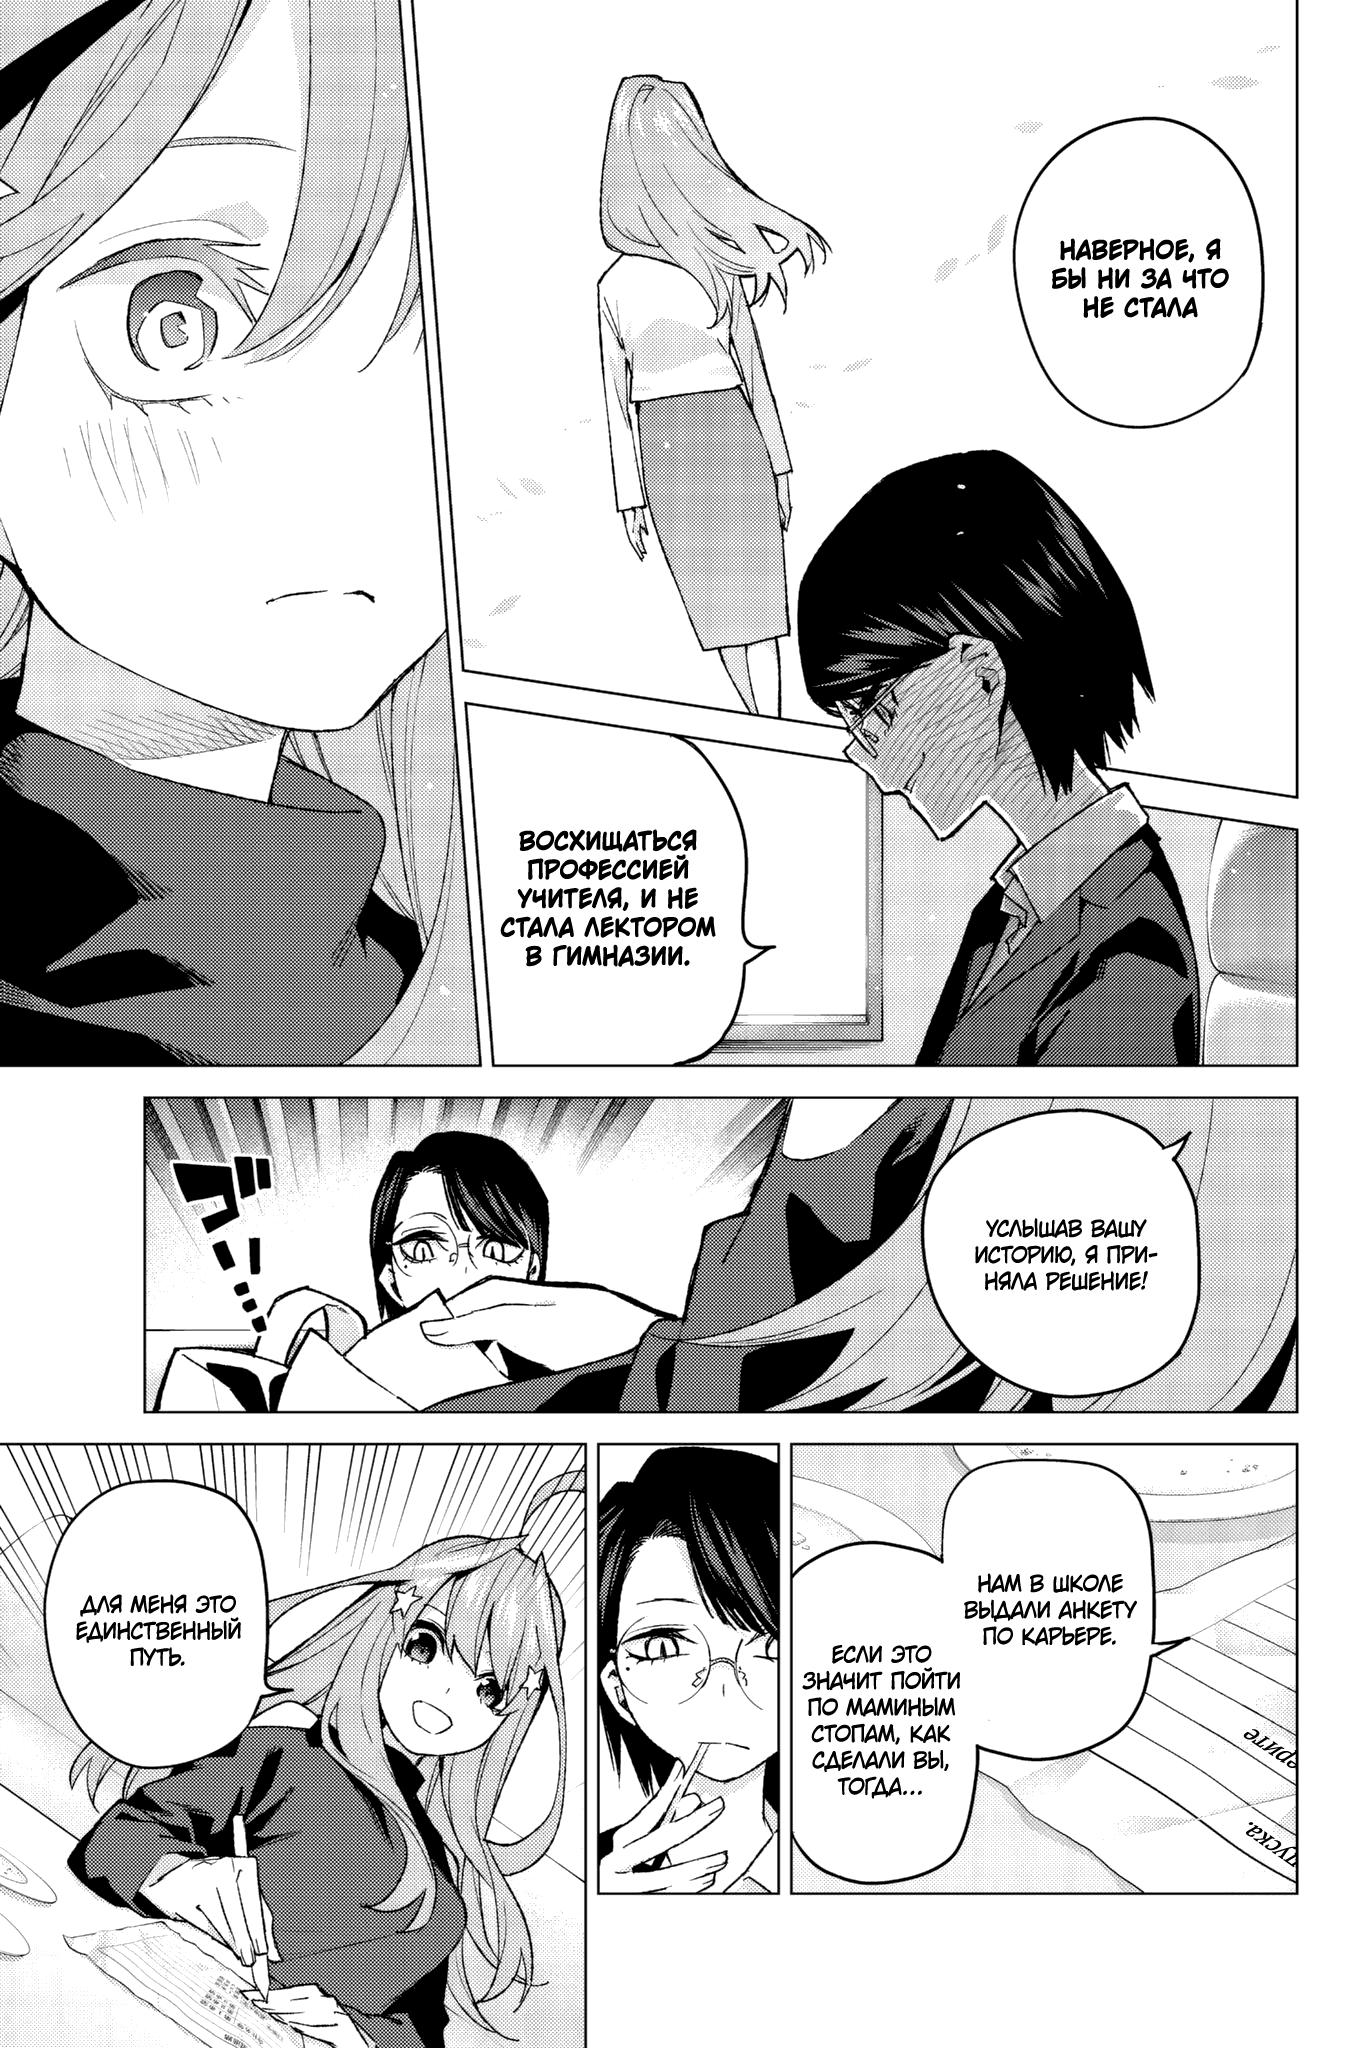 НАВЕРНОЕ, Я
БЫ НИ ЗА ЧТО
НЕ СТАЛА
ВОСХИЩАТЬСЯ
ПРОФЕССИЕЙ
УЧИТЕЛЯ, И НЕ
СТАЛА ЛЕКТОРОМ
В ГИМНАЗИИ.
УСЛЫШАВ ВАШУ
ИСТОРИЮ, Я ПРИ-
НЯЛА РЕШЕНИЕ!
НАМ В ШКОЛЕ
ВЫДАЛИ АНКЕТУ
ПО КАРЬЕРЕ.
ЕСЛИ ЭТО
ЗНАЧИТ ПОЙТИ
ПО МАМИНЫМ
СТОПАМ, КАК
СДЕЛАЛИ ВЫ,
ТОГДА...
ерите
пуска.
ДЛЯ МЕНЯ ЭТО
ЕДИНСТВЕННЫЙ
ПУТЬ.